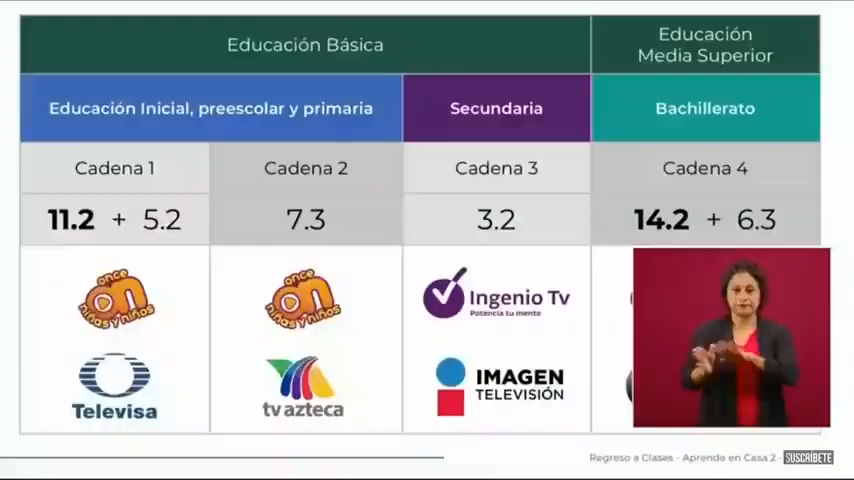 Educación Básica
Educación
Media Superior
Educación Inicial, preescolar y primaria
Secundaria
Bachillerato
Cadena 1
Cadena 2
Cadena 3
Cadena 4
11.2 + 5.2
7.3
3.2
14.2 + 6.3
once
niñas y niños
once
niñas y niños
Ingenio Tv
Potencia tu mente
Televisa
tv azteca
IMAGEN
TELEVISIÓN
Regreso a Clases - Aprende en Casa 2 -
SUSCRÍBETE